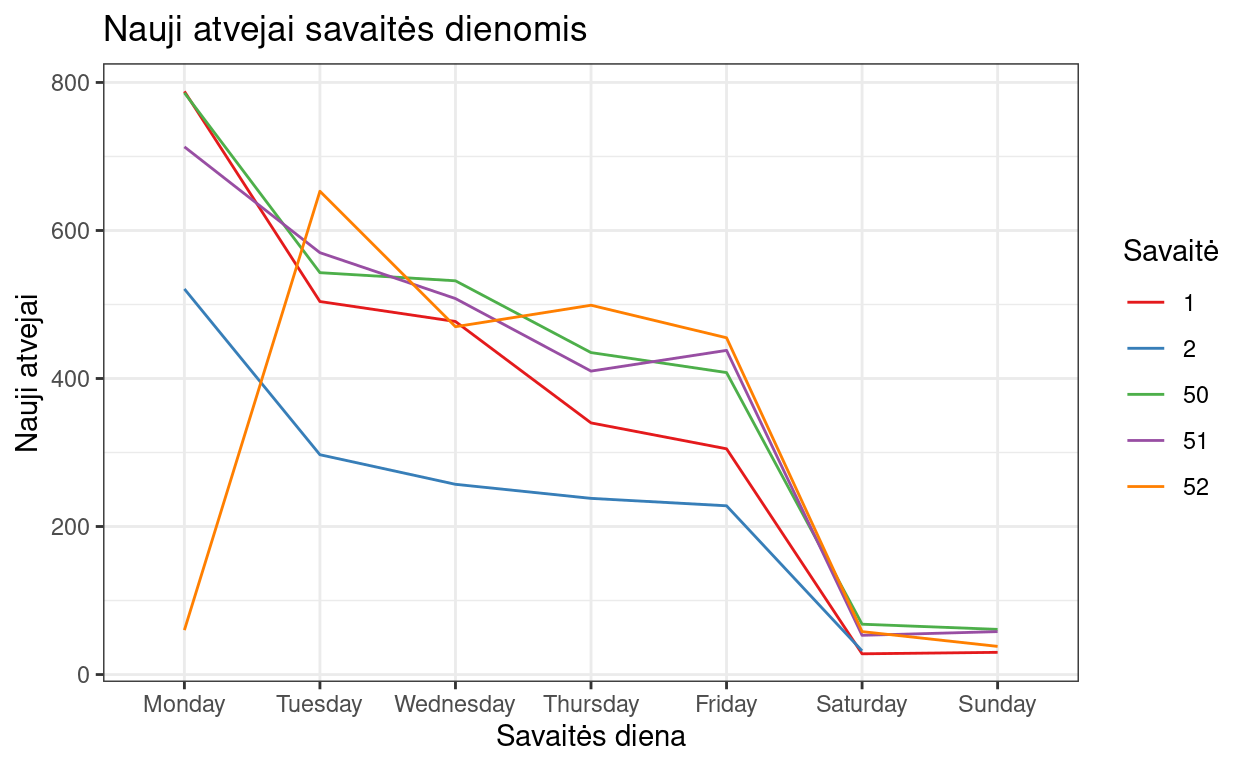 Nauji atvejai savaitės dienomis
Nauji atvejai
800
600
400
200
0
Monday Tuesday Wednesday Thursday Friday Saturday Sunday
Savaitės diena
Savaitė
1
2
50
51
52